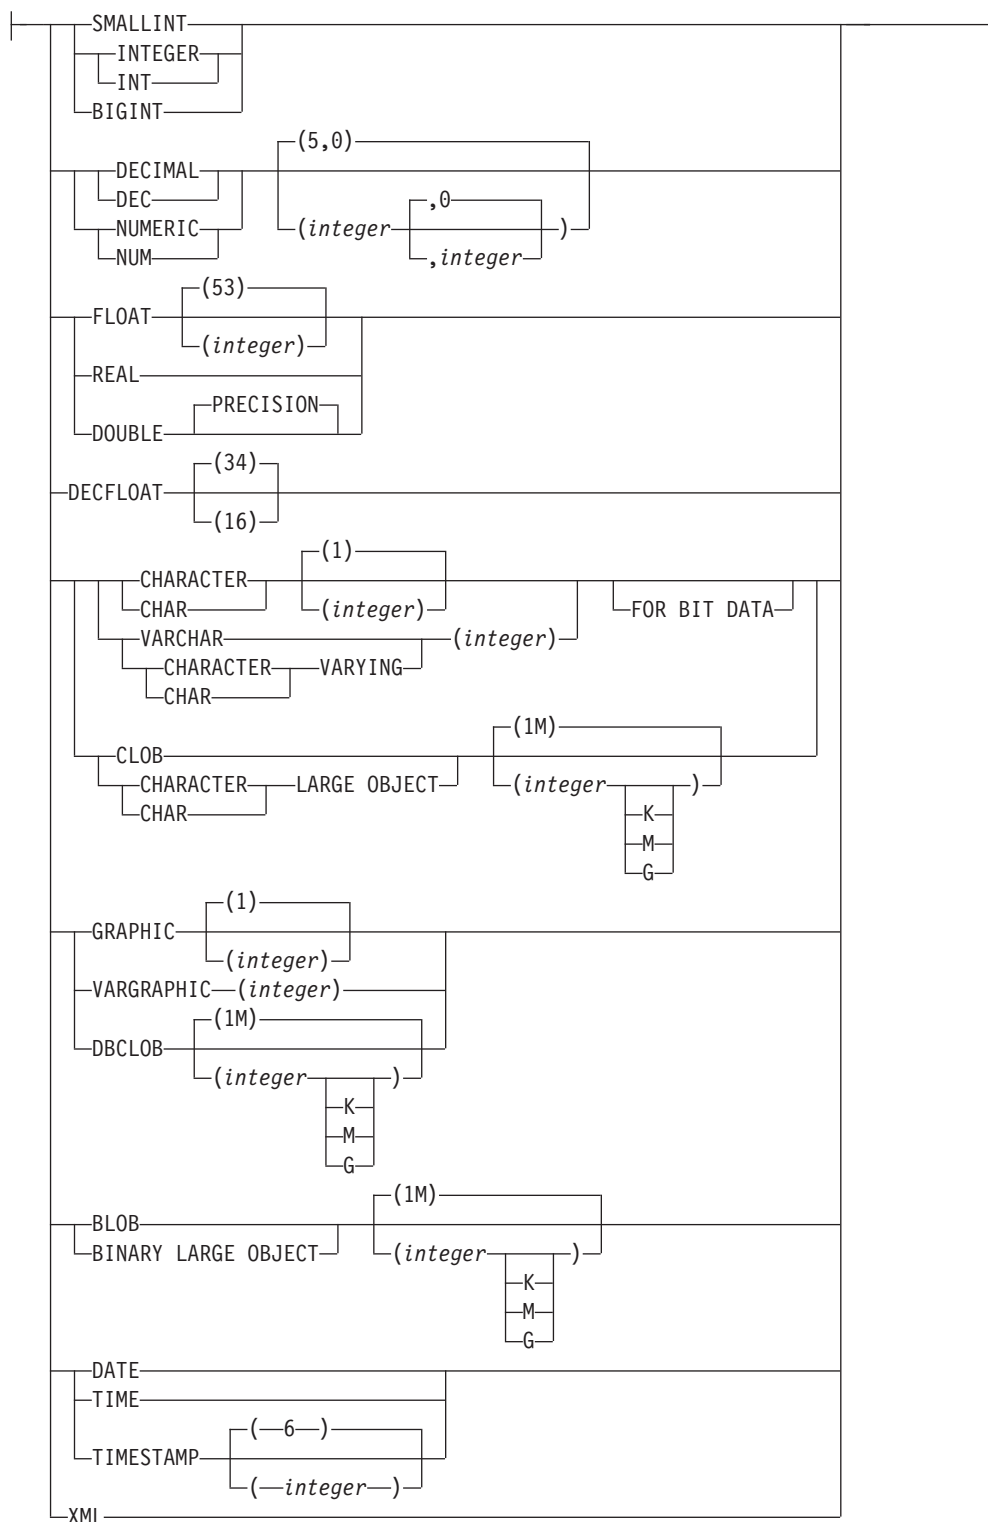 SMALLINT
INTEGER
INT
BIGINT
(5,0)
DECIMAL
DEC
,0
NUMERIC
(integer )
NUM
,integer
(53)
FLOAT
(integer)
REAL
PRECISION
DOUBLE
(34)
DECFLOAT
(16)
(1)
CHARACTER
CHAR
(integer)
FOR BIT DATA
VARCHAR
(integer)
CHARACTER
VARYING
CHAR
(1M)
CLOB
CHARACTER
LARGE OBJECT
(integer )
CHAR
K
M
G
(1)
GRAPHIC
(integer)
VARGRAPHIC
(integer)
(1M)
DBCLOB
(integer )
K
M
G
(1M)
BLOB
BINARY LARGE OBJECT
(integer )
K
M
G
DATE
TIME
( 6 )
TIMESTAMP
( integer )
XML